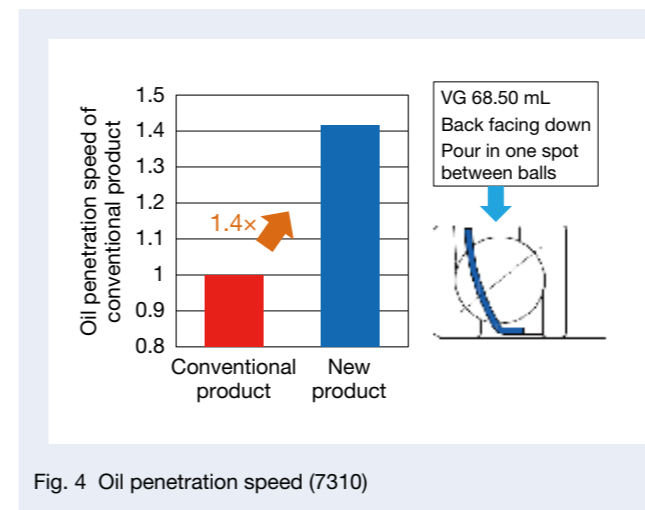 Oil penetration speed of
conventional product
1.5
1.4
1.3
1.2
1.1
1
0.9
0.8
1.4×
Conventional
product
New
product
VG 68.50 mL
Back facing down
Pour in one spot
between balls
Fig. 4 Oil penetration speed (7310)